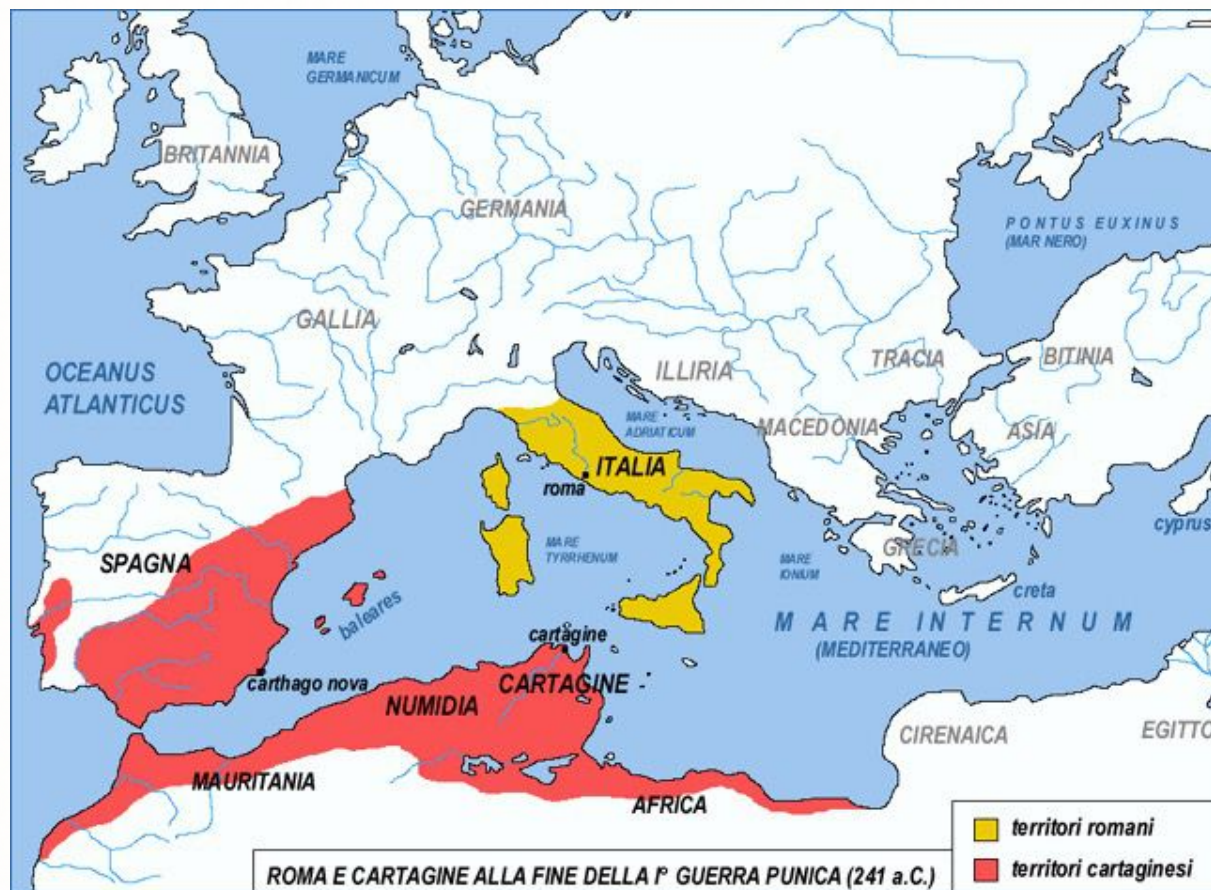 MARE
GERMANICUM
BRITANNIA
GERMANIA
PONTUS EUXINUS
(MAR NERO)
GALLIA
OCEANUS
ATLANTICUS
ILLIRIA
TRACIA
BITINIA
MARE
ADRIATICUM
MACEDONIA
ASIA
ITALIA
roma
SPAGNA
MARE
TYRRHENUM
MARE
IONIUM
GRECIA
cyprus
creta
baleares
MARE INTERNUM
(MEDITERRANEO)
cartagine
carthago nova
CARTAGINE
NUMIDIA
CIRENAICA
EGITTO
MAURITANIA
AFRICA
territori romani
territori cartaginesi
ROMA E CARTAGINE ALLA FINE DELLA I° GUERRA PUNICA (241 a.C.)